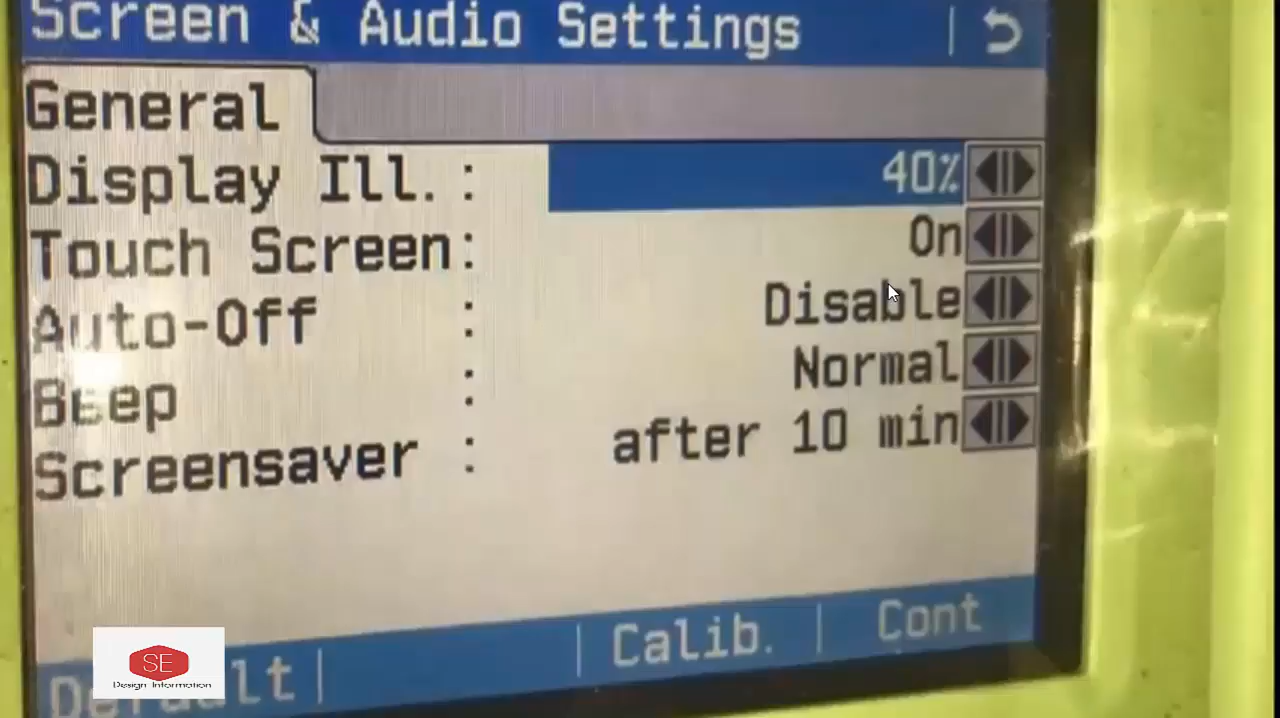 Screen & Audio Settings
General
Display Ill. : 40%
Touch Screen: On
Auto-Off : Disable
Beep : Normal
Screensaver : after 10 min
Default | | Calib. | Cont
SE
Design Information